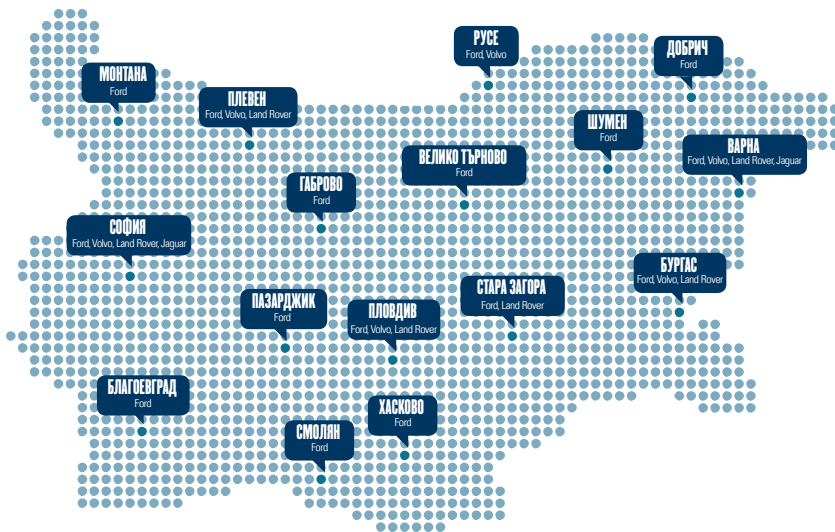 РУСЕ
Ford, Volvo
ДОБРИЧ
Ford
МОНТАНА
Ford
ПЛЕВЕН
Ford, Volvo, Land Rover
ШУМЕН
Ford
ВАРНА
Ford, Volvo, Land Rover, Jaguar
ВЕЛИКО ТЪРНОВО
Ford
ГАБРОВО
Ford
СОФИЯ
Ford, Volvo, Land Rover, Jaguar
БУРГАС
Ford, Volvo, Land Rover
СТАРА ЗАГОРА
Ford, Land Rover
ПАЗАРДЖИК
Ford
ПЛОВДИВ
Ford, Volvo, Land Rover
БЛАГОЕВГРАД
Ford
ХАСКОВО
Ford
СМОЛЯН
Ford